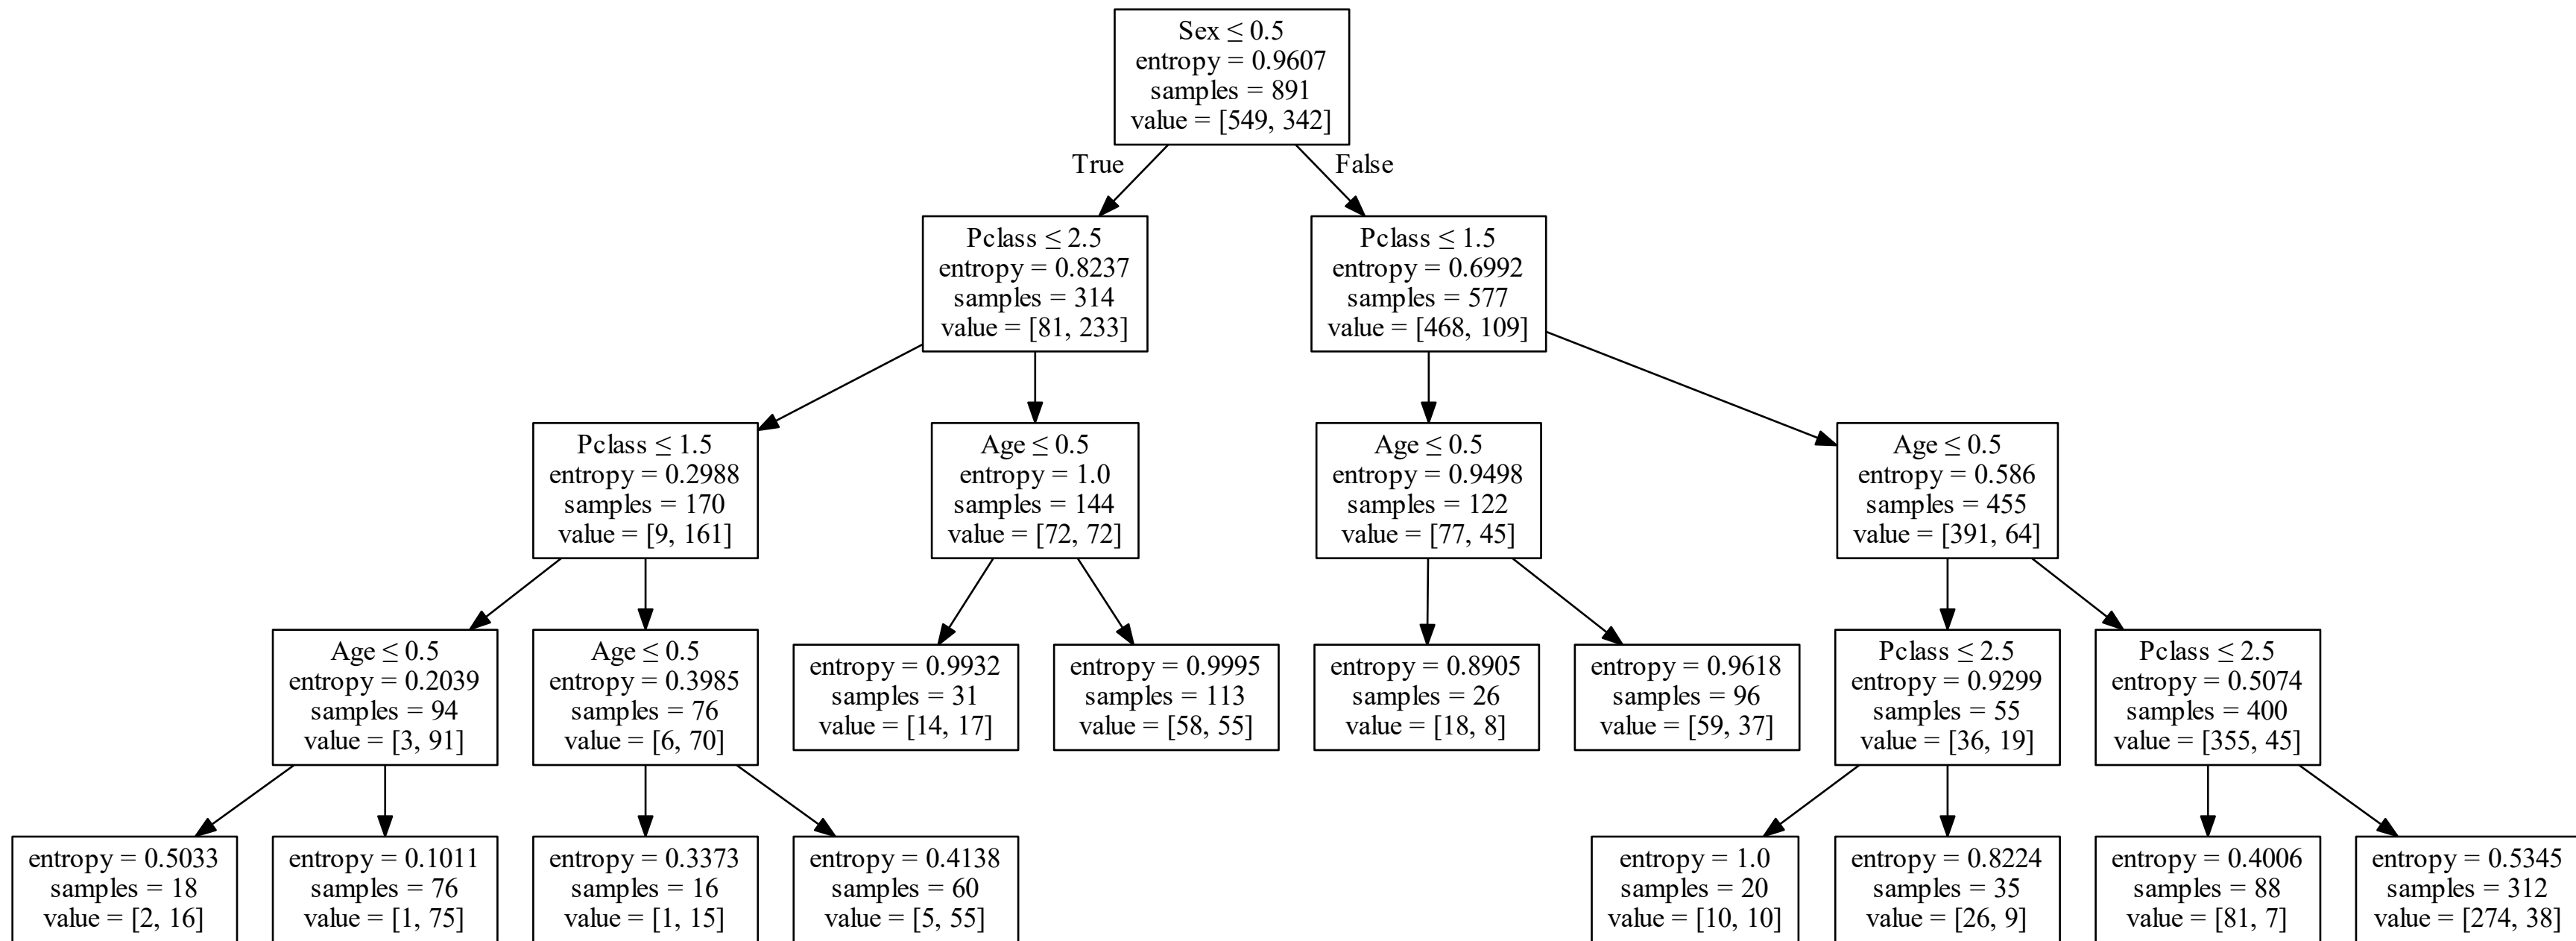 Sex ≤ 0.5
entropy = 0.9607
samples = 891
value = [549, 342]
True
False
Pclass ≤ 2.5
entropy = 0.8237
samples = 314
value = [81, 233]
Pclass ≤ 1.5
entropy = 0.6992
samples = 577
value = [468, 109]
Pclass ≤ 1.5
entropy = 0.2988
samples = 170
value = [9, 161]
Age ≤ 0.5
entropy = 1.0
samples = 144
value = [72, 72]
Age ≤ 0.5
entropy = 0.9498
samples = 122
value = [77, 45]
Age ≤ 0.5
entropy = 0.586
samples = 455
value = [391, 64]
Age ≤ 0.5
entropy = 0.2039
samples = 94
value = [3, 91]
Age ≤ 0.5
entropy = 0.3985
samples = 76
value = [6, 70]
entropy = 0.9932
samples = 31
value = [14, 17]
entropy = 0.9995
samples = 113
value = [58, 55]
entropy = 0.8905
samples = 26
value = [18, 8]
entropy = 0.9618
samples = 96
value = [59, 37]
Pclass ≤ 2.5
entropy = 0.9299
samples = 55
value = [36, 19]
Pclass ≤ 2.5
entropy = 0.5074
samples = 400
value = [355, 45]
entropy = 0.5033
samples = 18
value = [2, 16]
entropy = 0.1011
samples = 76
value = [1, 75]
entropy = 0.3373
samples = 16
value = [1, 15]
entropy = 0.4138
samples = 60
value = [5, 55]
entropy = 1.0
samples = 20
value = [10, 10]
entropy = 0.8224
samples = 35
value = [26, 9]
entropy = 0.4006
samples = 88
value = [81, 7]
entropy = 0.5345
samples = 312
value = [274, 38]